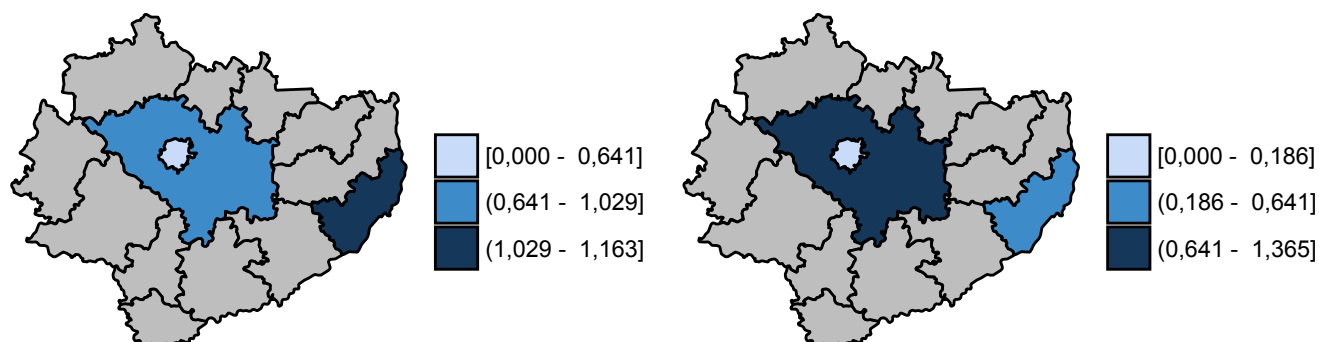 [0,000 - 0,641]
(0,641 - 1,029]
(1,029 - 1,163]
[0,000 - 0,186]
(0,186 - 0,641]
(0,641 - 1,365]